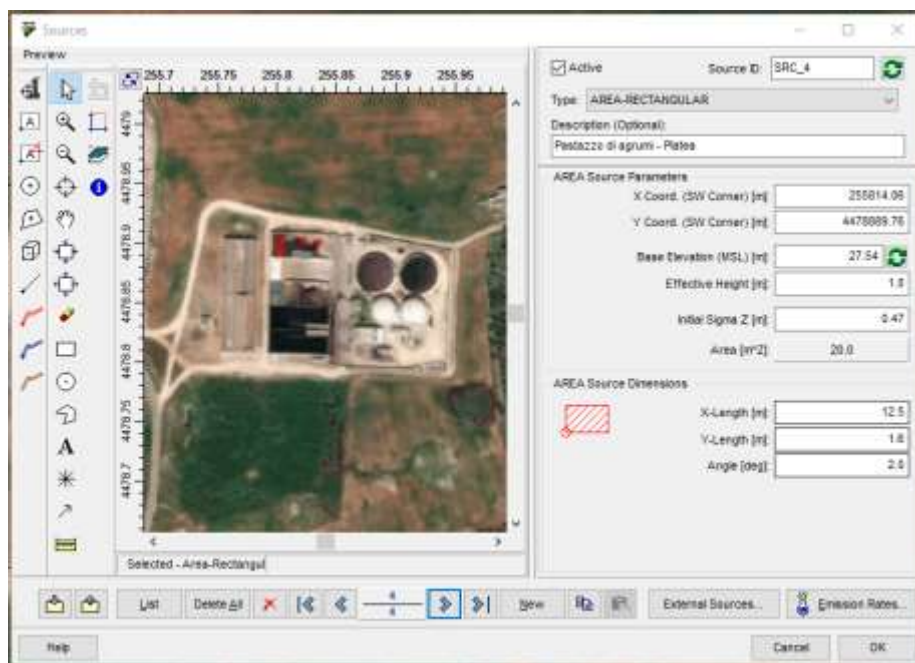 Sources
Preview
255.7 255.75 255.8 255.85 255.9 255.95
4479
4478.95
4478.9
4478.85
4478.8
4478.75
4478.7
A
Selected - Area-Rectangul
Active Source ID: SRC_4
Type: AREA-RECTANGULAR
Description (Optional):
Pastazzo di agrumi - Platea
AREA Source Parameters
X Coord. (SW Corner) [m]: 255814.06
Y Coord. (SW Corner) [m]: 4478889.76
Base Elevation (MSL) [m]: 27.54
Effective Height [m]:
Initial Sigma Z [m]: 0.47
Area [m^2]: 20.0
AREA Source Dimensions
X-Length [m]: 12.5
Y-Length [m]: 1.6
Angle [deg]: 2.0
List Delete All New External Sources... Emission Rates...
Help Cancel OK